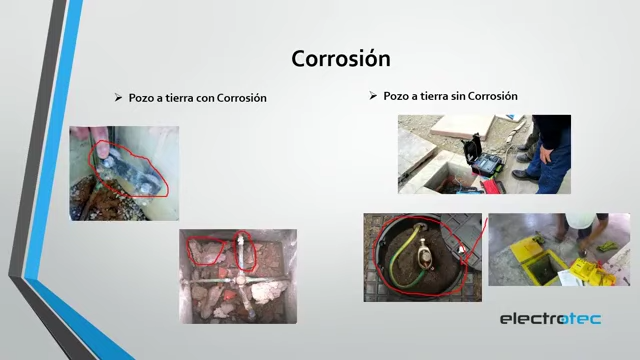 Corrosión
➢ Pozo a tierra con Corrosión
➢ Pozo a tierra sin Corrosión
electrotec